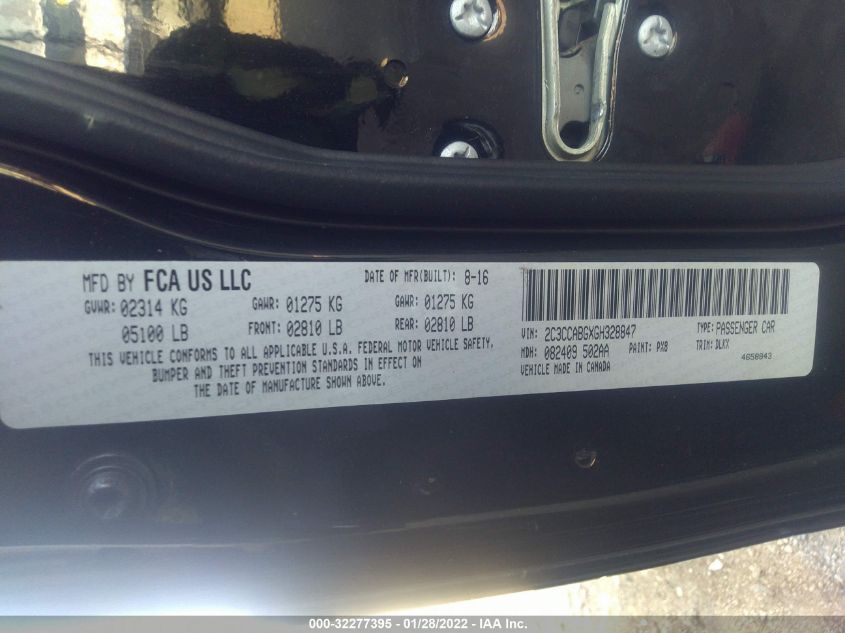 MFD BY FCA US LLC DATE OF MFR(BUILT): 8-16
GVWR: 02314 KG GAWR: 01275 KG GAWR: 01275 KG
05100 LB FRONT: 02810 LB REAR: 02810 LB
THIS VEHICLE CONFORMS TO ALL APPLICABLE U.S.A. FEDERAL MOTOR VEHICLE SAFETY,
BUMPER AND THEFT PREVENTION STANDARDS IN EFFECT ON
THE DATE OF MANUFACTURE SHOWN ABOVE.
VIN: 2C3CCABGXGH328847 TYPE: PASSENGER CAR
MDH: 082409 502AA PAINT: PX8 TRIM: DLKX
VEHICLE MADE IN CANADA 4G58843
000-32277395 - 01/28/2022 - IAA Inc.